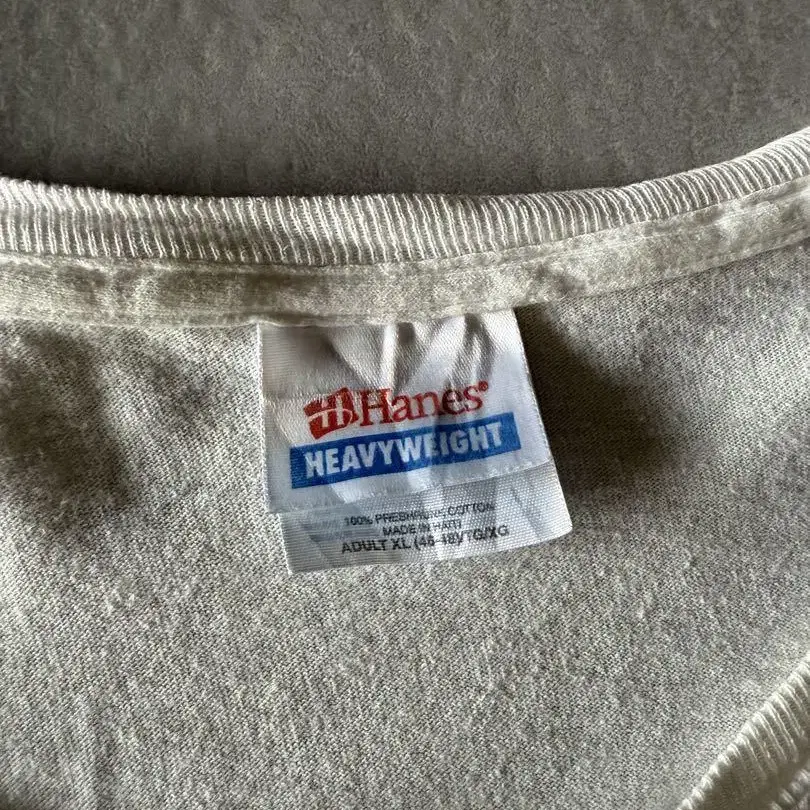 H Hanes®
HEAVYWEIGHT
100% PRESHRUNK COTTON
MADE IN HAITI
ADULT XL (46-48)/TG/XG